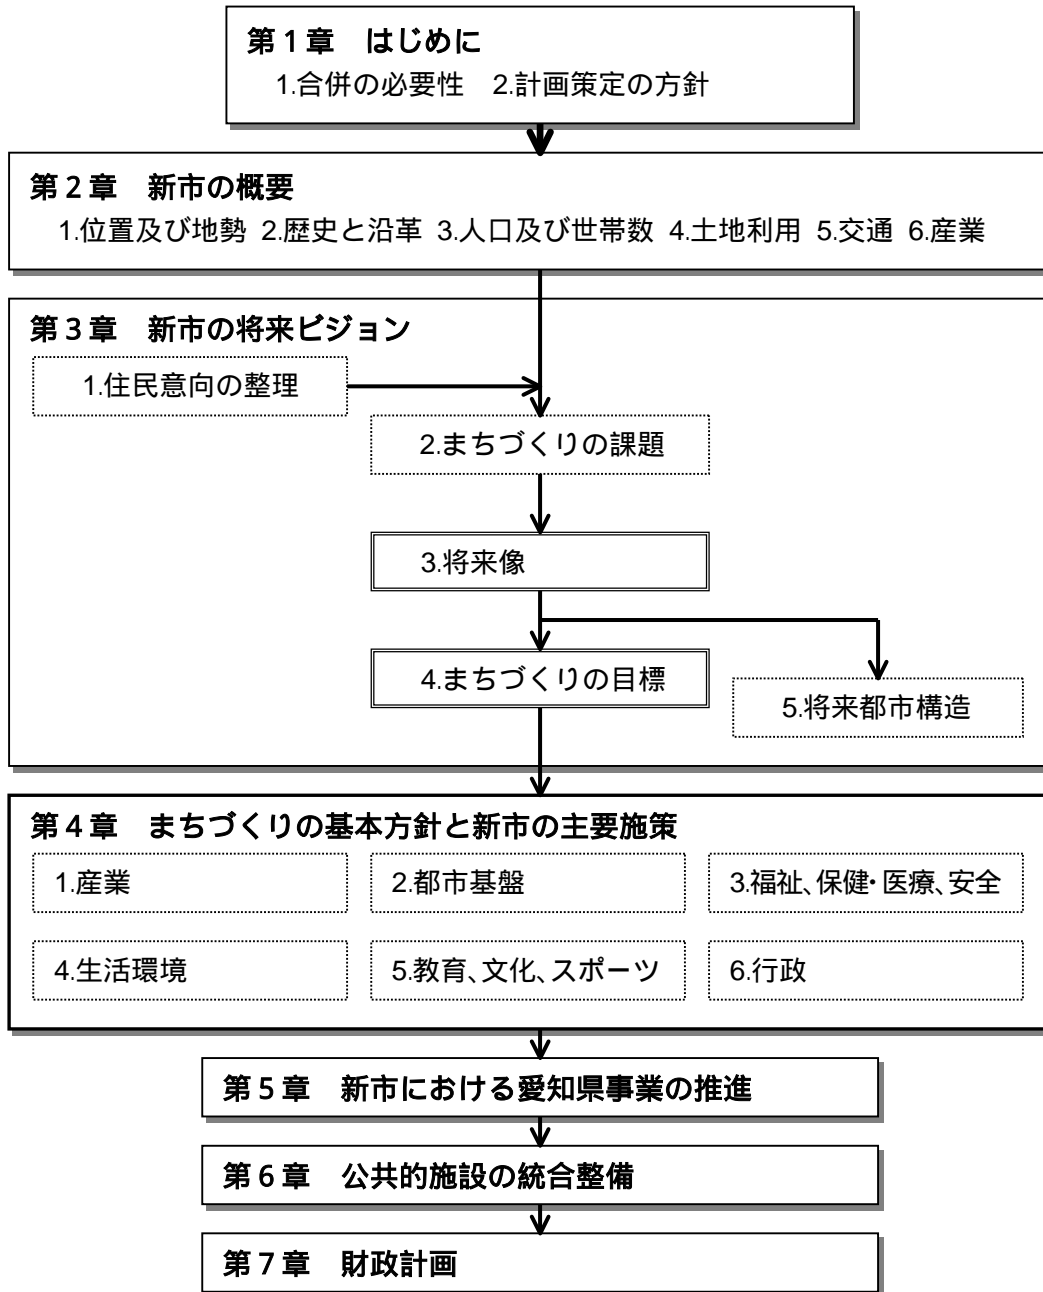 第１章　はじめに
1.合併の必要性　2.計画策定の方針
第２章　新市の概要
1.位置及び地勢 2.歴史と沿革 3.人口及び世帯数 4.土地利用 5.交通 6.産業
第３章　新市の将来ビジョン
1.住民意向の整理
2.まちづくりの課題
3.将来像
4.まちづくりの目標
5.将来都市構造
第４章　まちづくりの基本方針と新市の主要施策
1.産業
2.都市基盤
3.福祉、保健・医療、安全
4.生活環境
5.教育、文化、スポーツ
6.行政
第５章　新市における愛知県事業の推進
第６章　公共的施設の統合整備
第７章　財政計画